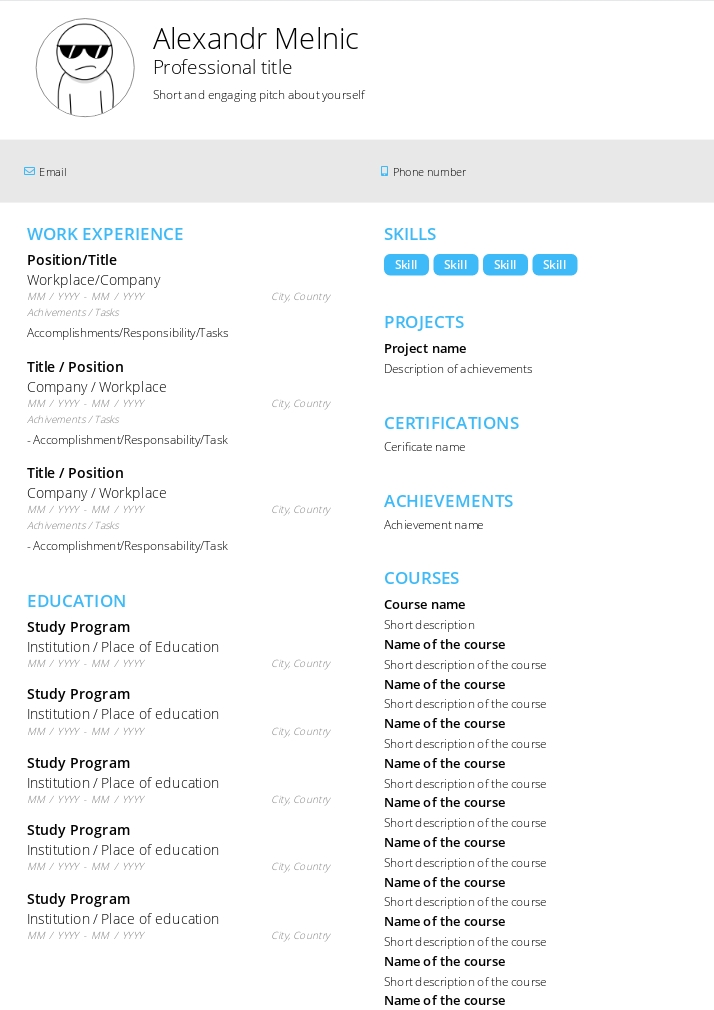 Alexandr Melnic
Professional title
Short and engaging pitch about yourself
Email
Phone number
WORK EXPERIENCE
Position/Title
Workplace/Company
MM / YYYY - MM / YYYY
City, Country
Achivements / Tasks
Accomplishments/Responsibility/Tasks
Title / Position
Company / Workplace
MM / YYYY - MM / YYYY
City, Country
Achivements / Tasks
- Accomplishment/Responsability/Task
Title / Position
Company / Workplace
MM / YYYY - MM / YYYY
City, Country
Achivements / Tasks
- Accomplishment/Responsability/Task
EDUCATION
Study Program
Institution / Place of Education
MM / YYYY - MM / YYYY
City, Country
Study Program
Institution / Place of education
MM / YYYY - MM / YYYY
City, Country
Study Program
Institution / Place of education
MM / YYYY - MM / YYYY
City, Country
Study Program
Institution / Place of education
MM / YYYY - MM / YYYY
City, Country
Study Program
Institution / Place of education
MM / YYYY - MM / YYYY
City, Country
SKILLS
Skill Skill Skill Skill
PROJECTS
Project name
Description of achievements
CERTIFICATIONS
Cerificate name
ACHIEVEMENTS
Achievement name
COURSES
Course name
Short description
Name of the course
Short description of the course
Name of the course
Short description of the course
Name of the course
Short description of the course
Name of the course
Short description of the course
Name of the course
Short description of the course
Name of the course
Short description of the course
Name of the course
Short description of the course
Name of the course
Short description of the course
Name of the course
Short description of the course
Name of the course